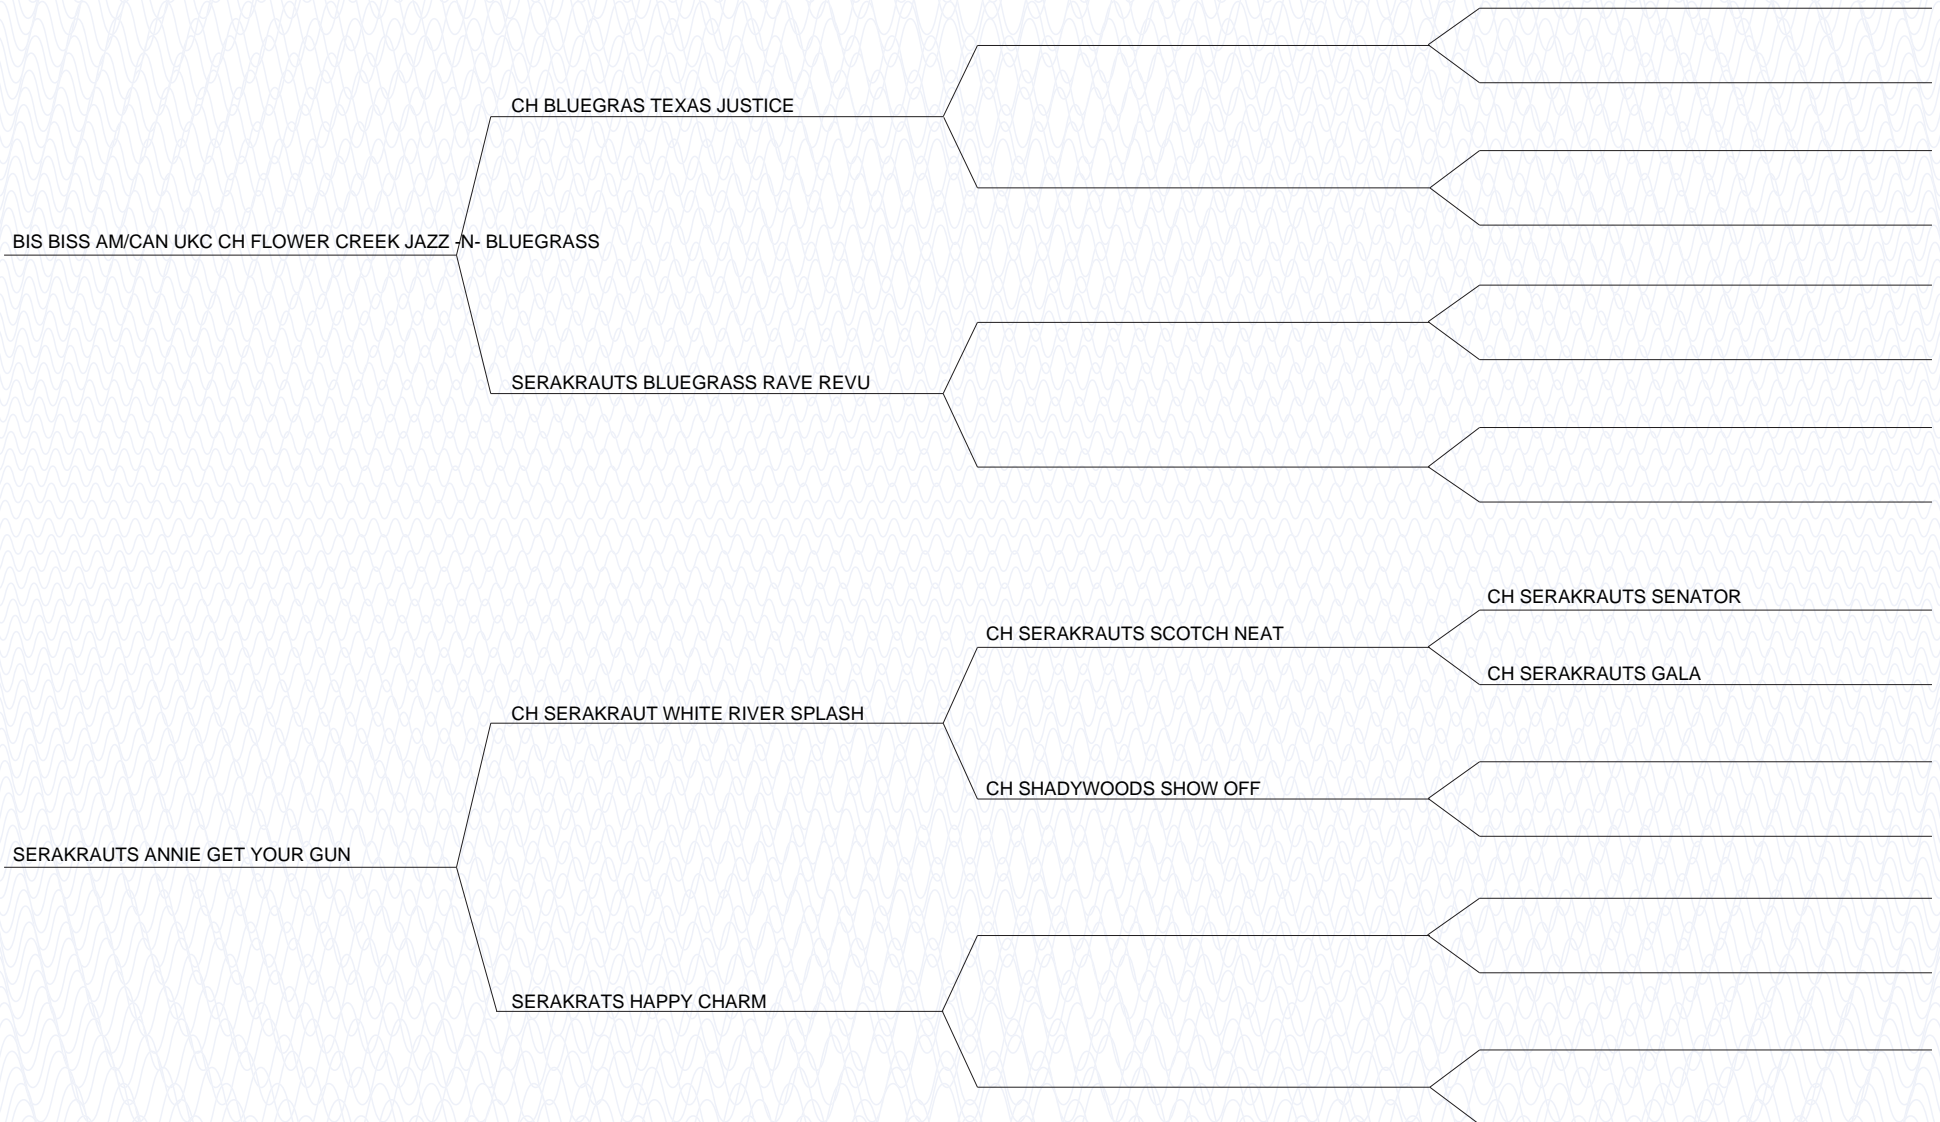 CH BLUEGRAS TEXAS JUSTICE
BIS BISS AM/CAN UKC CH FLOWER CREEK JAZZ -N- BLUEGRASS
SERAKRAUTS BLUEGRASS RAVE REVU
CH SERAKRAUTS SENATOR
CH SERAKRAUTS SCOTCH NEAT
CH SERAKRAUTS GALA
CH SERAKRAUT WHITE RIVER SPLASH
CH SHADYWOODS SHOW OFF
SERAKRAUTS ANNIE GET YOUR GUN
SERAKRATS HAPPY CHARM